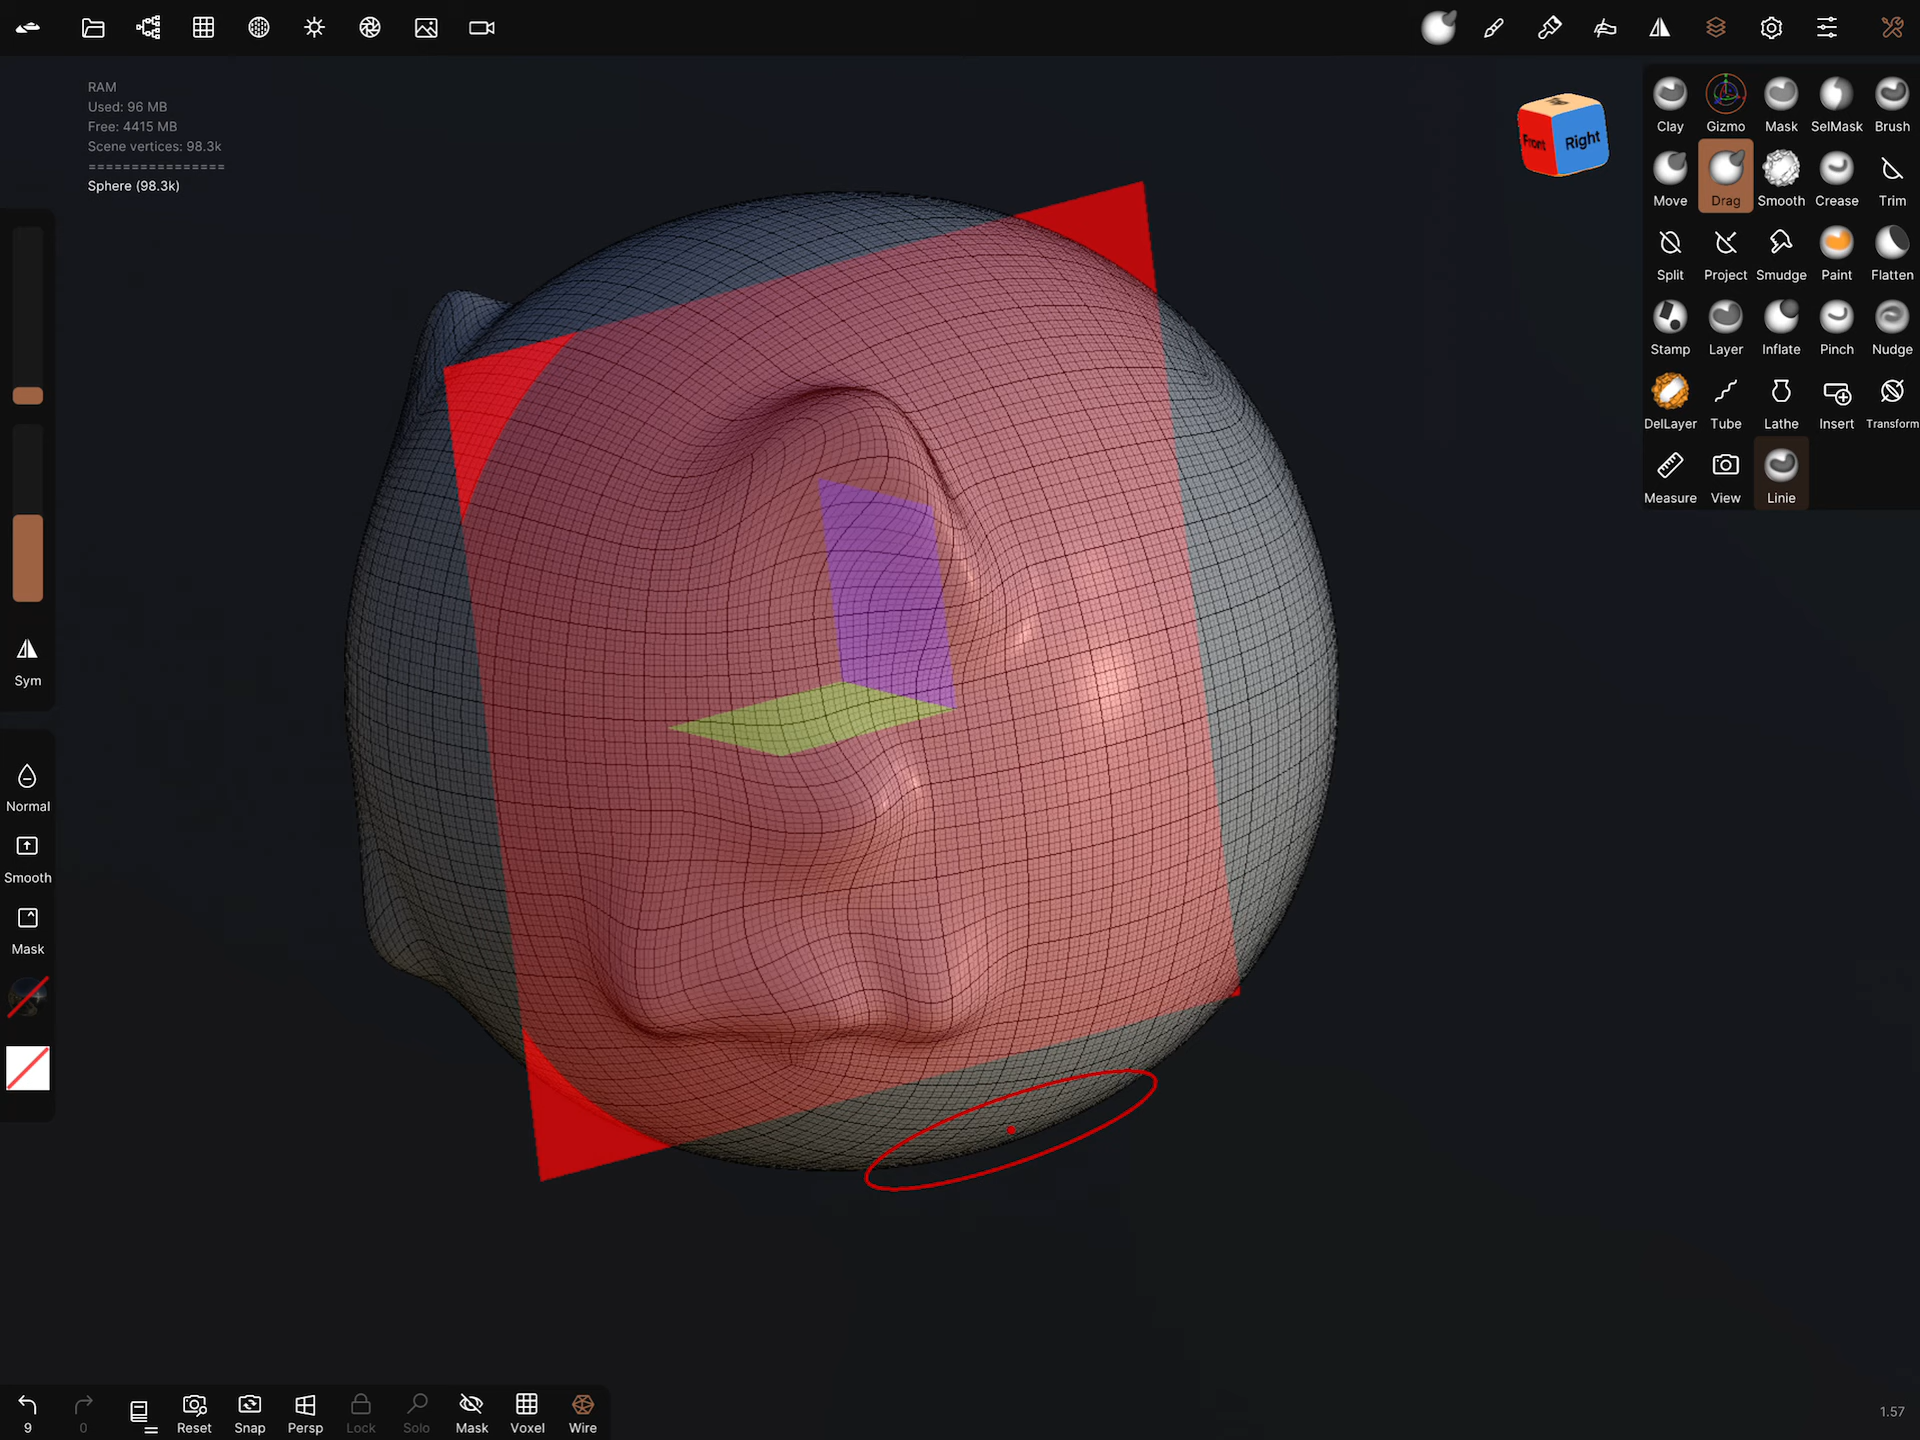 RAM
Used: 96 MB
Free: 4415 MB
Scene vertices: 98.3k
================
Sphere (98.3k)
Front
Right
Clay Gizmo Mask SelMask Brush
Move Drag Smooth Crease Trim
Split Project Smudge Paint Flatten
Stamp Layer Inflate Pinch Nudge
DelLayer Tube Lathe Insert Transform
Measure View Linie
Sym
Normal
Smooth
Mask
9 0 Reset Snap Persp Lock Solo Mask Voxel Wire
1.57